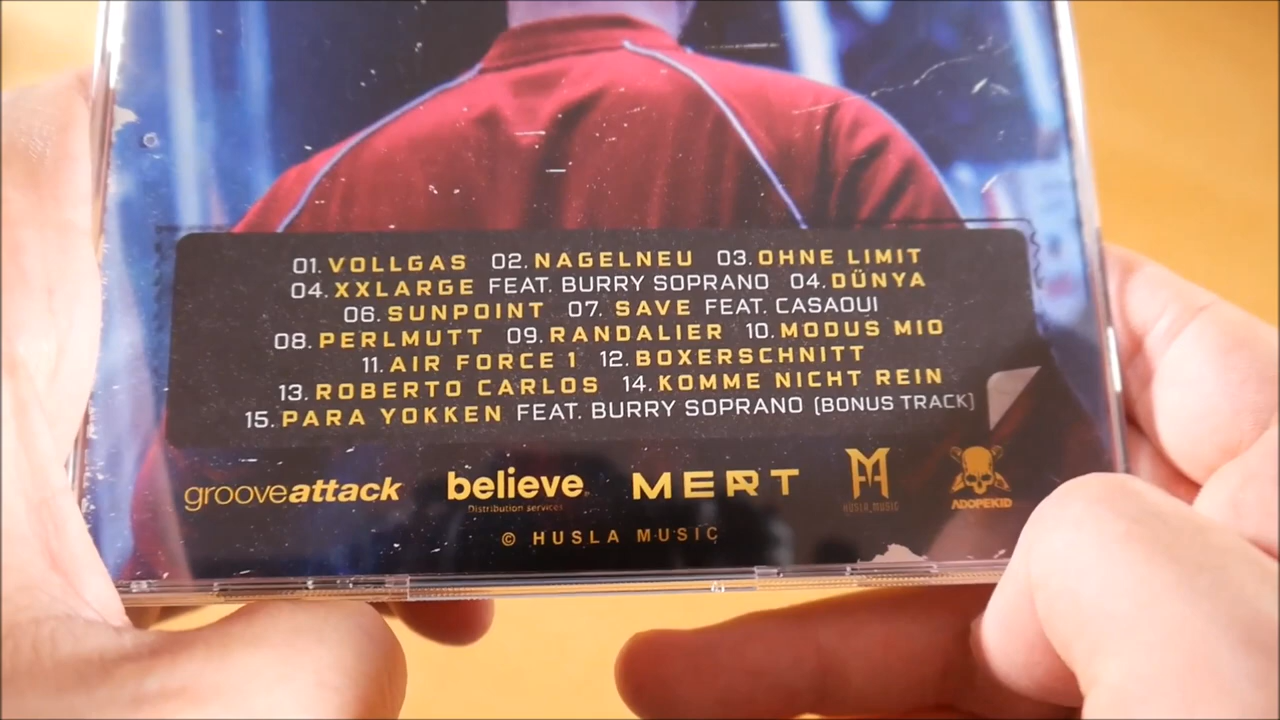 01. VOLLGAS 02. NAGELNEU 03. OHNE LIMIT
04. XXLARGE FEAT. BURRY SOPRANO 04. DÜNYA
06. SUNPOINT 07. SAVE FEAT. CASAOUI
08. PERLMUTT 09. RANDALIER 10. MODUS MIO
11. AIR FORCE 1 12. BOXERSCHNITT
13. ROBERTO CARLOS 14. KOMME NICHT REIN
15. PARA YOKKEN FEAT. BURRY SOPRANO (BONUS TRACK)
grooveattack believe MERT
Distribution services HUSLA_MUSIC ADOPEKID
© HUSLA MUSIC